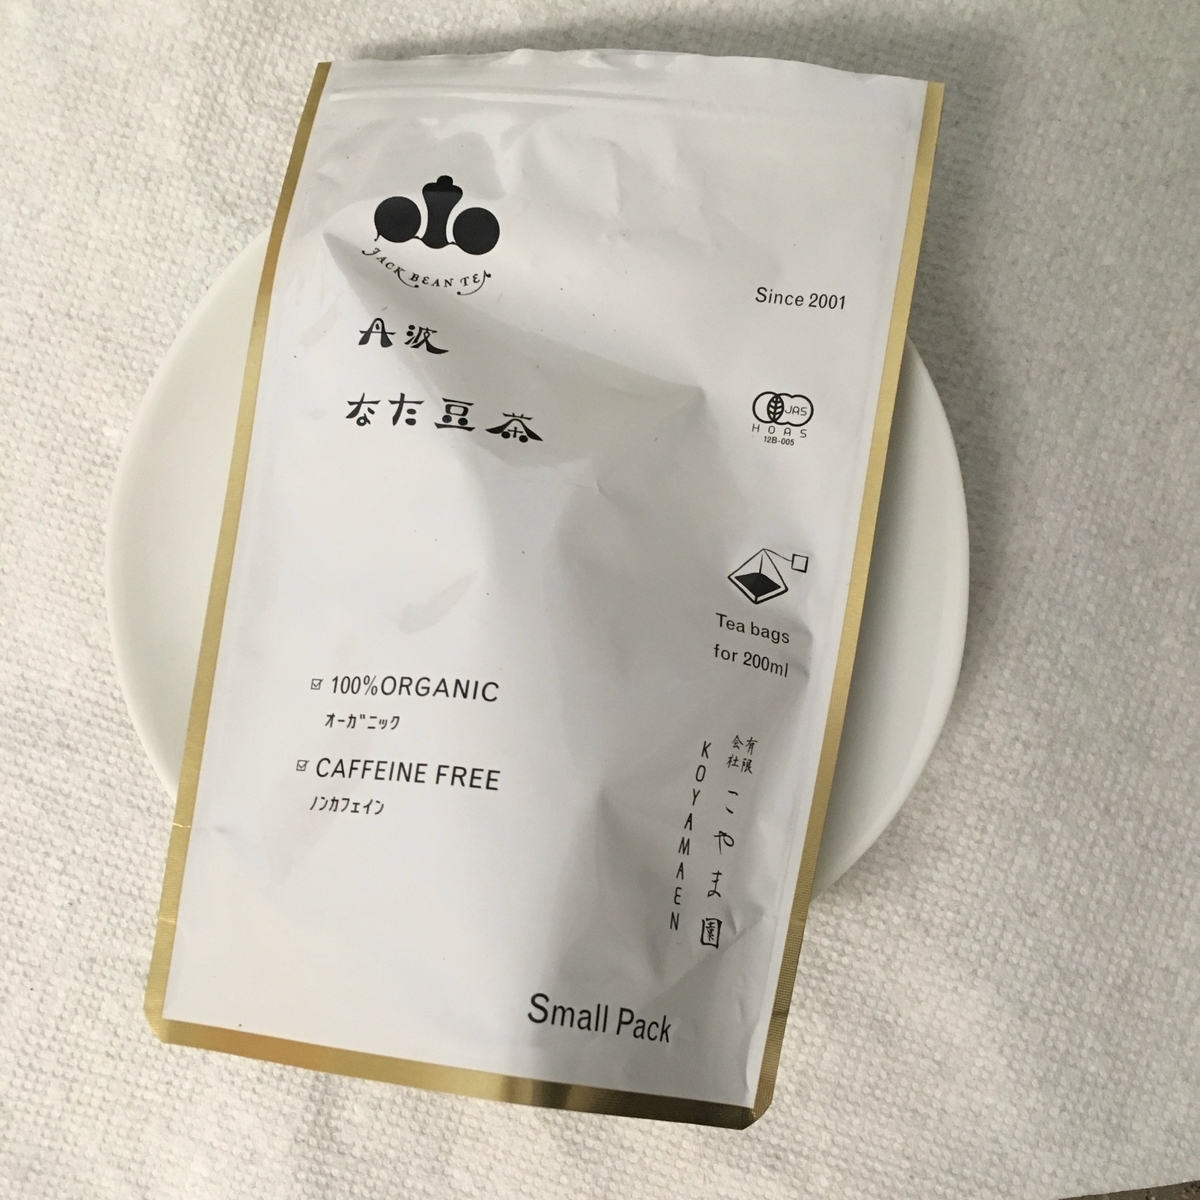 JACK BEAN TEA
丹波
なた豆茶
Since 2001
JAS
HOAS
12B-005
Tea bags
for 200ml
100%ORGANIC
オーガニック
CAFFEINE FREE
ノンカフェイン
有限会社
こやま園
KOYAMAEN
Small Pack